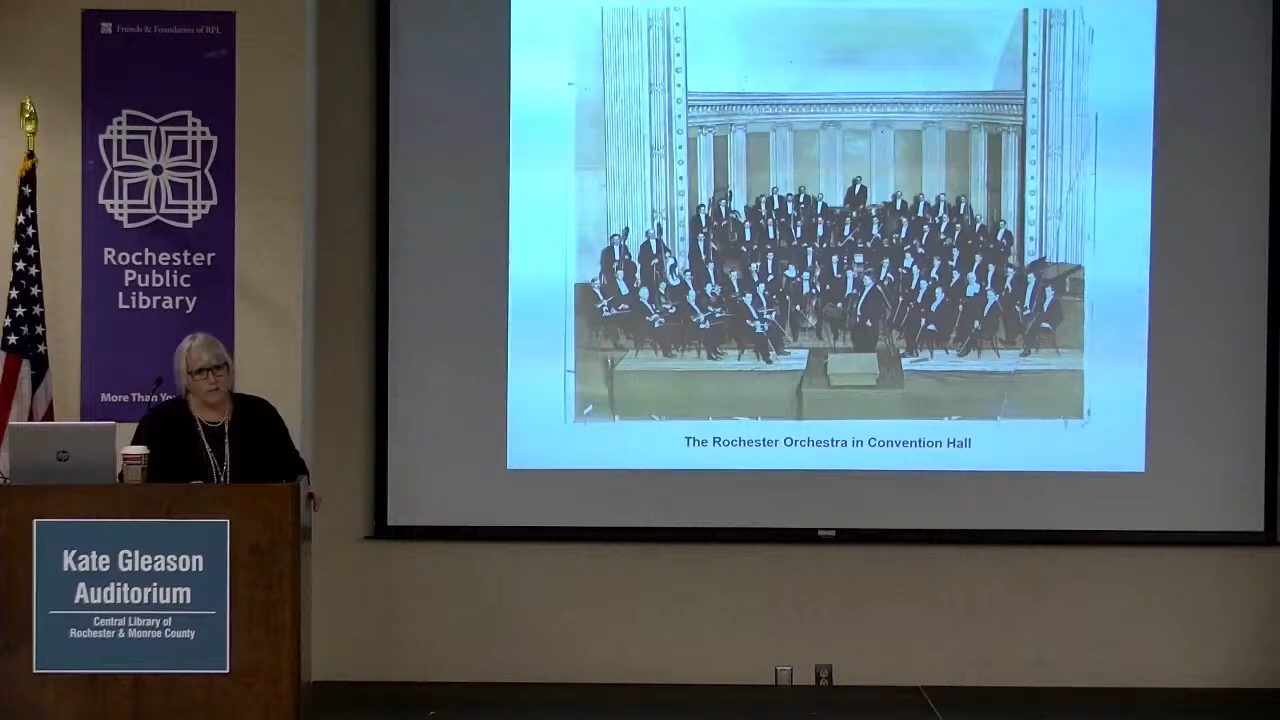 Friends & Foundation of RPL
Rochester
Public
Library
More Than Yo
hp
The Rochester Orchestra in Convention Hall
Kate Gleason
Auditorium
Central Library of
Rochester & Monroe County